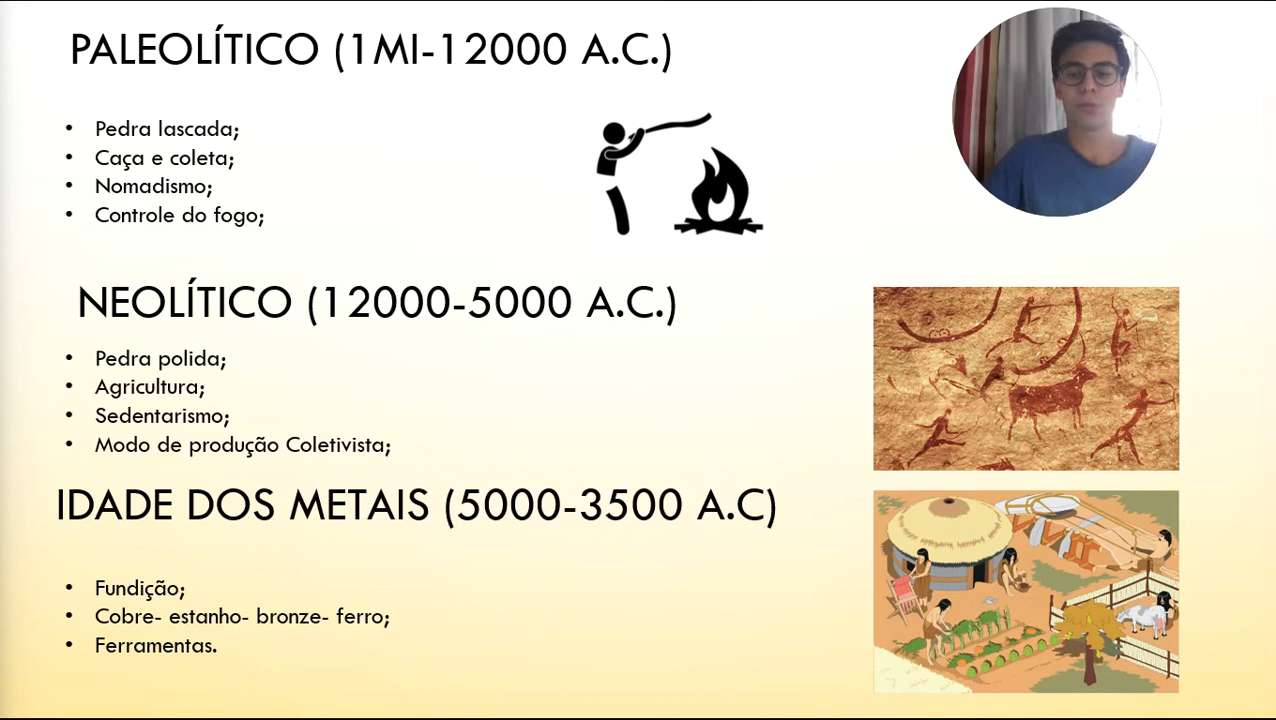 PALEOLÍTICO (1MI-12000 A.C.)
• Pedra lascada;
• Caça e coleta;
• Nomadismo;
• Controle do fogo;
NEOLÍTICO (12000-5000 A.C.)
• Pedra polida;
• Agricultura;
• Sedentarismo;
• Modo de produção Coletivista;
IDADE DOS METAIS (5000-3500 A.C)
• Fundição;
• Cobre- estanho- bronze- ferro;
• Ferramentas.